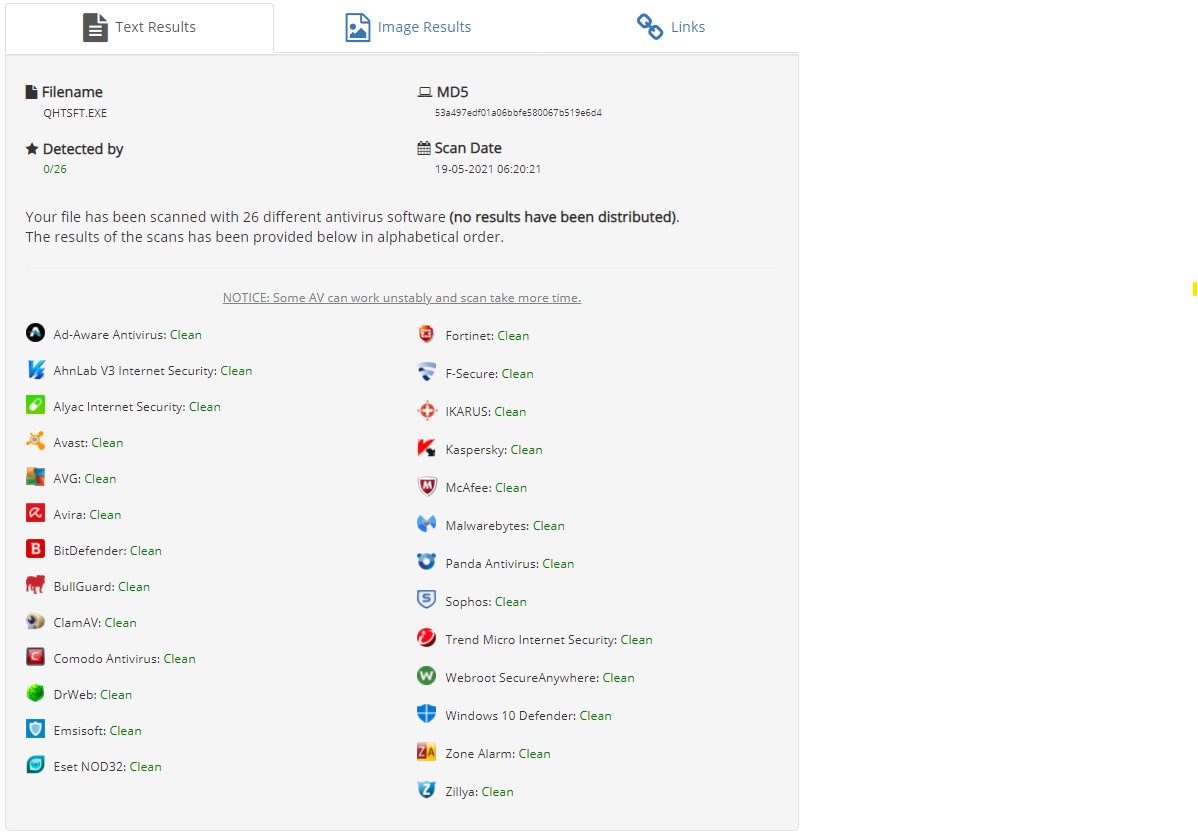 Text Results
Image Results
Links
Filename
QHTSFT.EXE
MD5
53a497edf01a06bbfe580067b519e6d4
Detected by
0/26
Scan Date
19-05-2021 06:20:21
Your file has been scanned with 26 different antivirus software (no results have been distributed).
The results of the scans has been provided below in alphabetical order.
NOTICE: Some AV can work unstably and scan take more time.
Ad-Aware Antivirus: Clean
AhnLab V3 Internet Security: Clean
Alyac Internet Security: Clean
Avast: Clean
AVG: Clean
Avira: Clean
BitDefender: Clean
BullGuard: Clean
ClamAV: Clean
Comodo Antivirus: Clean
DrWeb: Clean
Emsisoft: Clean
Eset NOD32: Clean
Fortinet: Clean
F-Secure: Clean
IKARUS: Clean
Kaspersky: Clean
McAfee: Clean
Malwarebytes: Clean
Panda Antivirus: Clean
Sophos: Clean
Trend Micro Internet Security: Clean
Webroot SecureAnywhere: Clean
Windows 10 Defender: Clean
Zone Alarm: Clean
Zillya: Clean